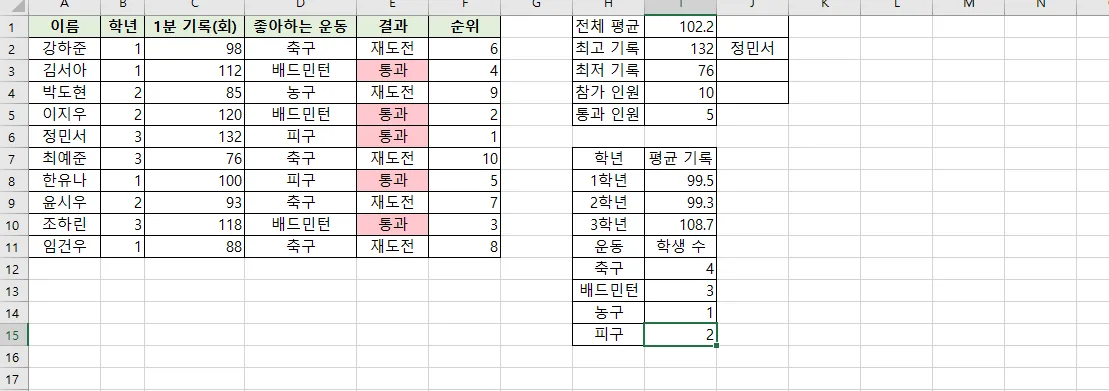 A B C D E F G H I J K L M N
1 이름 학년 1분 기록(회) 좋아하는 운동 결과 순위 전체 평균 102.2
2 강하준 1 98 축구 재도전 6 최고 기록 132 정민서
3 김서아 1 112 배드민턴 통과 4 최저 기록 76
4 박도현 2 85 농구 재도전 9 참가 인원 10
5 이지우 2 120 배드민턴 통과 2 통과 인원 5
6 정민서 3 132 피구 통과 1
7 최예준 3 76 축구 재도전 10 학년 평균 기록
8 한유나 1 100 피구 통과 5 1학년 99.5
9 윤시우 2 93 축구 재도전 7 2학년 99.3
10 조하린 3 118 배드민턴 통과 3 3학년 108.7
11 임건우 1 88 축구 재도전 8 운동 학생 수
12 축구 4
13 배드민턴 3
14 농구 1
15 피구 2
16
17